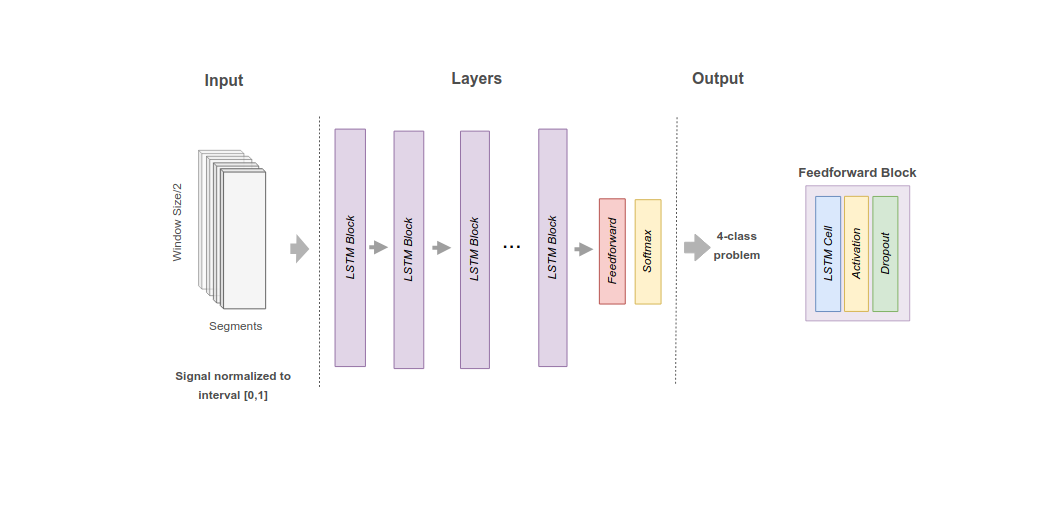 Input
Layers
Output
Window Size/2
Segments
Signal normalized to
interval [0,1]
LSTM Block
LSTM Block
LSTM Block
...
LSTM Block
Feedforward
Softmax
4-class
problem
Feedforward Block
LSTM Cell
Activation
Dropout